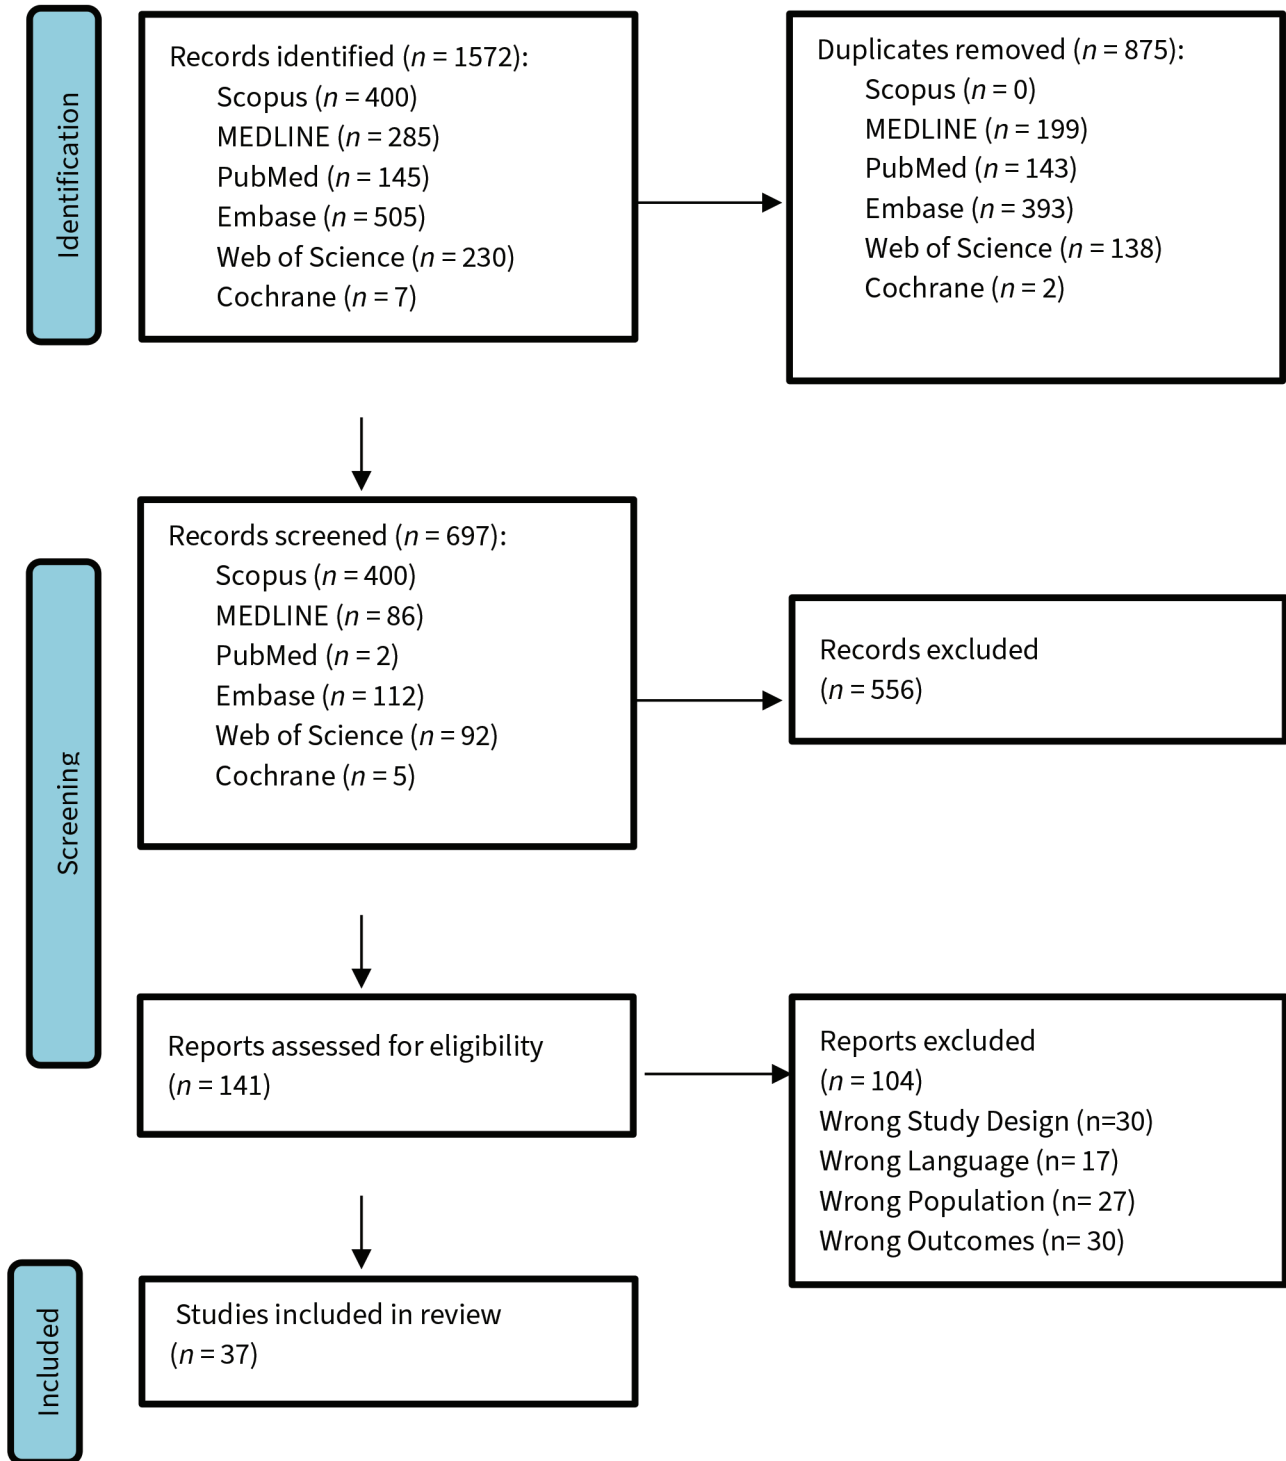 Identification
Records identified (n = 1572):
Scopus (n = 400)
MEDLINE (n = 285)
PubMed (n = 145)
Embase (n = 505)
Web of Science (n = 230)
Cochrane (n = 7)
Duplicates removed (n = 875):
Scopus (n = 0)
MEDLINE (n = 199)
PubMed (n = 143)
Embase (n = 393)
Web of Science (n = 138)
Cochrane (n = 2)
Screening
Records screened (n = 697):
Scopus (n = 400)
MEDLINE (n = 86)
PubMed (n = 2)
Embase (n = 112)
Web of Science (n = 92)
Cochrane (n = 5)
Records excluded
(n = 556)
Reports assessed for eligibility
(n = 141)
Reports excluded
(n = 104)
Wrong Study Design (n=30)
Wrong Language (n= 17)
Wrong Population (n= 27)
Wrong Outcomes (n= 30)
Included
Studies included in review
(n = 37)